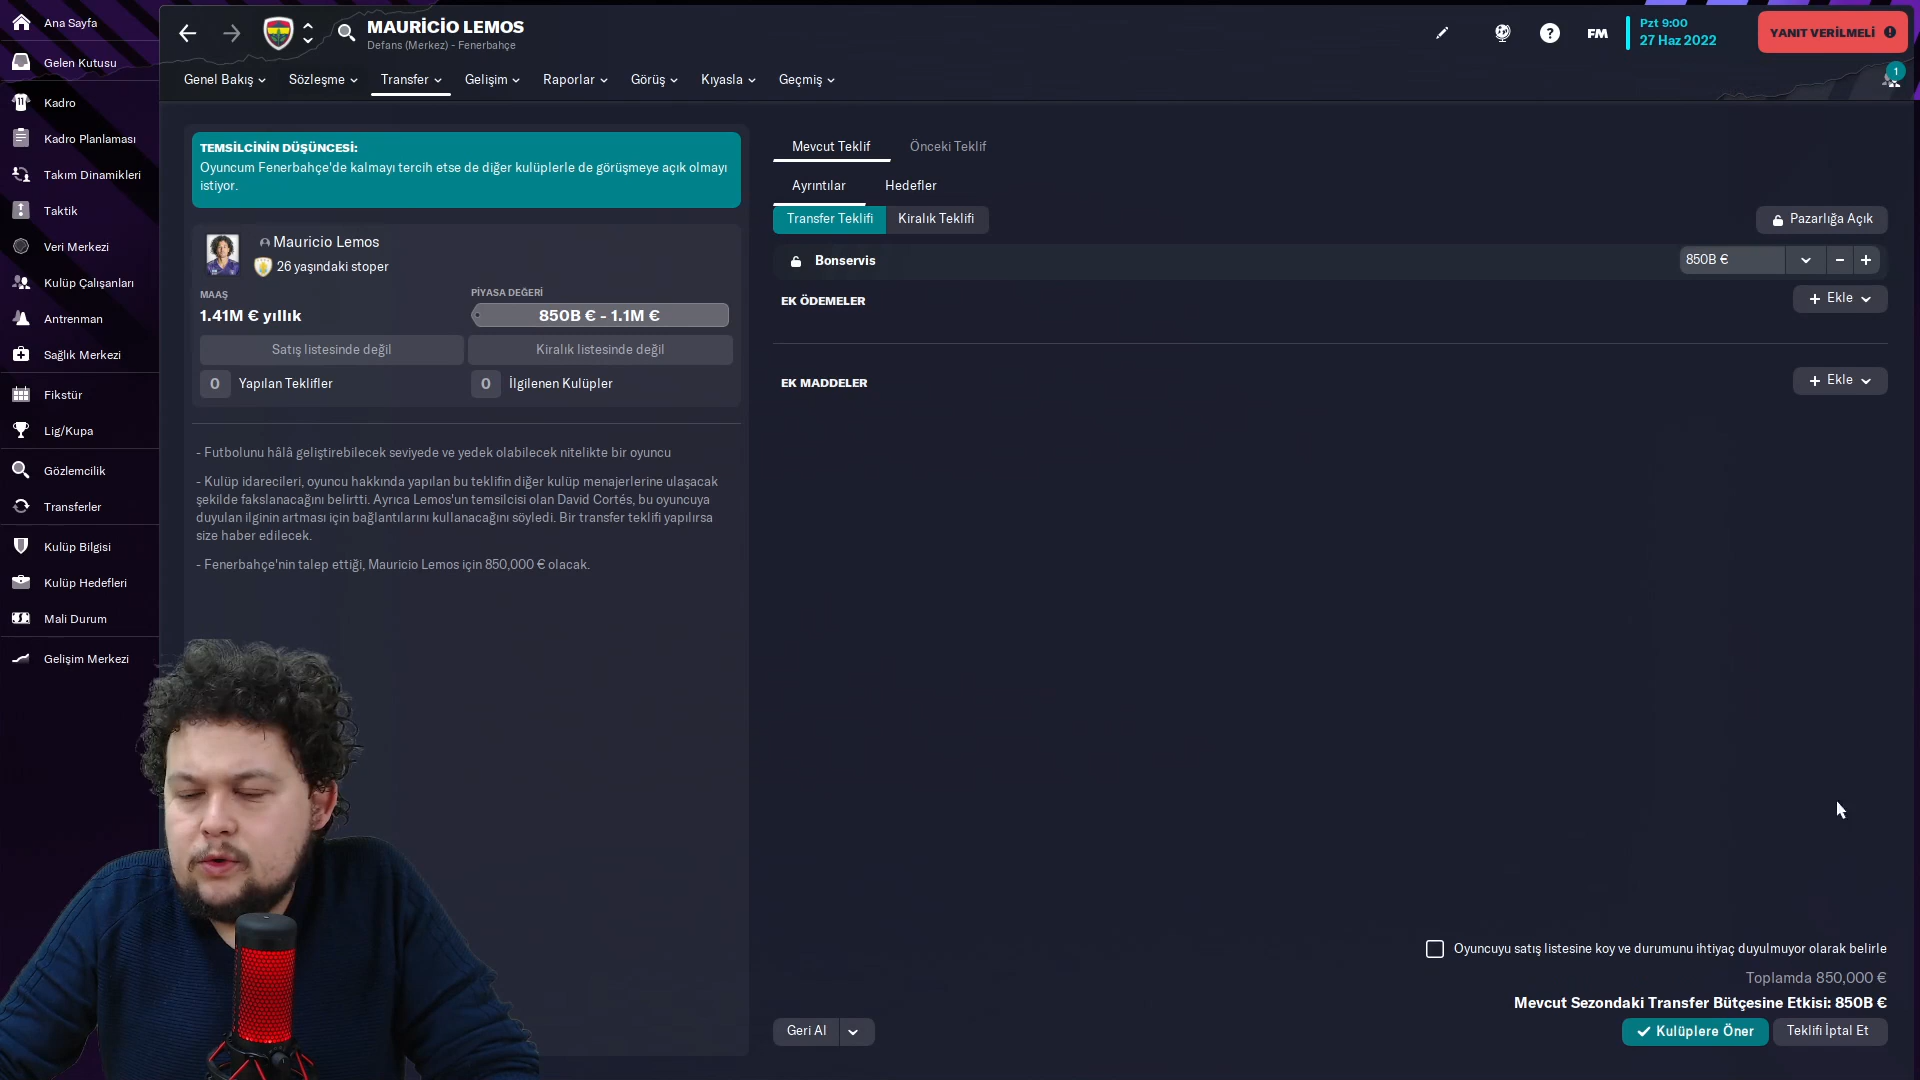 Ana Sayfa
Gelen Kutusu
Kadro
Kadro Planlaması
Takım Dinamikleri
Taktik
Veri Merkezi
Kulüp Çalışanları
Antrenman
Sağlık Merkezi
Fikstür
Lig/Kupa
Gözlemcilik
Transferler
Kulüp Bilgisi
Kulüp Hedefleri
Mali Durum
Gelişim Merkezi
MAURİCİO LEMOS
Defans (Merkez) - Fenerbahçe
FM
Pzt 9:00
27 Haz 2022
YANIT VERİLMELİ
1
Genel Bakış Sözleşme Transfer Gelişim Raporlar Görüş Kıyasla Geçmiş
TEMSİLCİNİN DÜŞÜNCESİ:
Oyuncum Fenerbahçe'de kalmayı tercih etse de diğer kulüplerle de görüşmeye açık olmayı
istiyor.
Mauricio Lemos
26 yaşındaki stoper
MAAŞ
1.41M € yıllık
PİYASA DEĞERİ
850B € - 1.1M €
Satış listesinde değil
Kiralık listesinde değil
0 Yapılan Teklifler
0 İlgilenen Kulüpler
- Futbolunu hâlâ geliştirebilecek seviyede ve yedek olabilecek nitelikte bir oyuncu
- Kulüp idarecileri, oyuncu hakkında yapılan bu teklifin diğer kulüp menajerlerine ulaşacak
şekilde fakslanacağını belirtti. Ayrıca Lemos'un temsilcisi olan David Cortés, bu oyuncuya
duyulan ilginin artması için bağlantılarını kullanacağını söyledi. Bir transfer teklifi yapılırsa
size haber edilecek.
- Fenerbahçe'nin talep ettiği, Mauricio Lemos için 850,000 € olacak.
Mevcut Teklif Önceki Teklif
Ayrıntılar Hedefler
Transfer Teklifi Kiralık Teklifi
Pazarlığa Açık
Bonservis
850B €
EK ÖDEMELER
+ Ekle
EK MADDELER
+ Ekle
Oyuncuyu satış listesine koy ve durumunu ihtiyaç duyulmuyor olarak belirle
Toplamda 850,000 €
Mevcut Sezondaki Transfer Bütçesine Etkisi: 850B €
Geri Al
Kulüplere Öner
Teklifi İptal Et